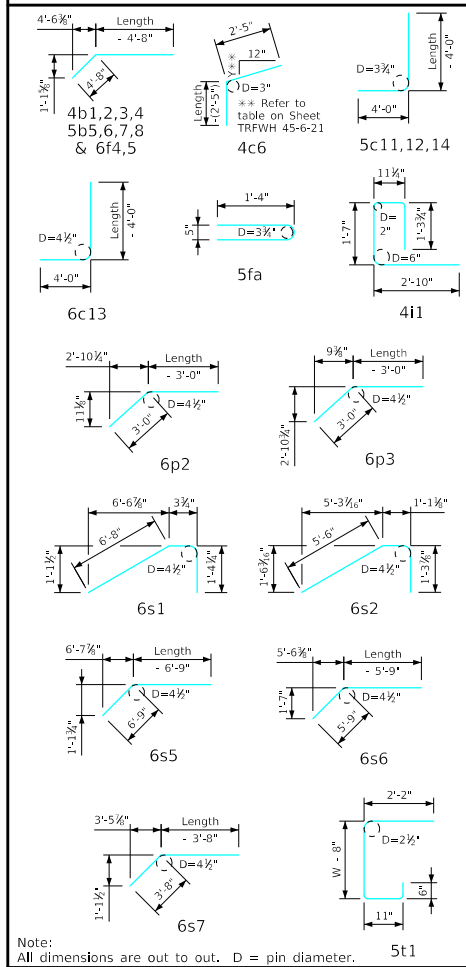 4'-6⅜"
Length
- 4'-8"
1'-1⅝"
4'-8"
4b1,2,3,4
5b5,6,7,8
& 6f4,5
2'-5"
12"
Y**
D=3"
Length
-(2'-5")
** Refer to
table on Sheet
TRFWH 45-6-21
4c6
Length
- 4'-0"
D=3¾"
4'-0"
5c11,12,14
Length
- 4'-0"
D=4½"
4'-0"
6c13
1'-4"
5"
D=3¾"
5fa
11¼"
1'-7"
D=
2"
1'-3¾"
D=6"
2'-10"
4i1
2'-10¼"
Length
- 3'-0"
11⅛"
D=4½"
3'-0"
6p2
9⅜"
Length
- 3'-0"
2'-10¾"
D=4½"
3'-0"
6p3
6'-6⅞"
3¾"
6'-8"
1'-1½"
D=4½"
1'-4¼"
6s1
5'-3⁷⁄₁₆"
1'-1⅛"
5'-6"
1'-6³⁄₁₆"
D=4½"
1'-3⅞"
6s2
6'-7⅞"
Length
- 6'-9"
1'-1¾"
D=4½"
6'-9"
6s5
5'-6⅜"
Length
- 5'-9"
1'-7"
D=4½"
5'-9"
6s6
3'-5⅞"
Length
- 3'-8"
1'-1½"
D=4½"
3'-8"
6s7
2'-2"
W - 8"
D=2½"
6"
11"
5t1
Note:
All dimensions are out to out.  D = pin diameter.